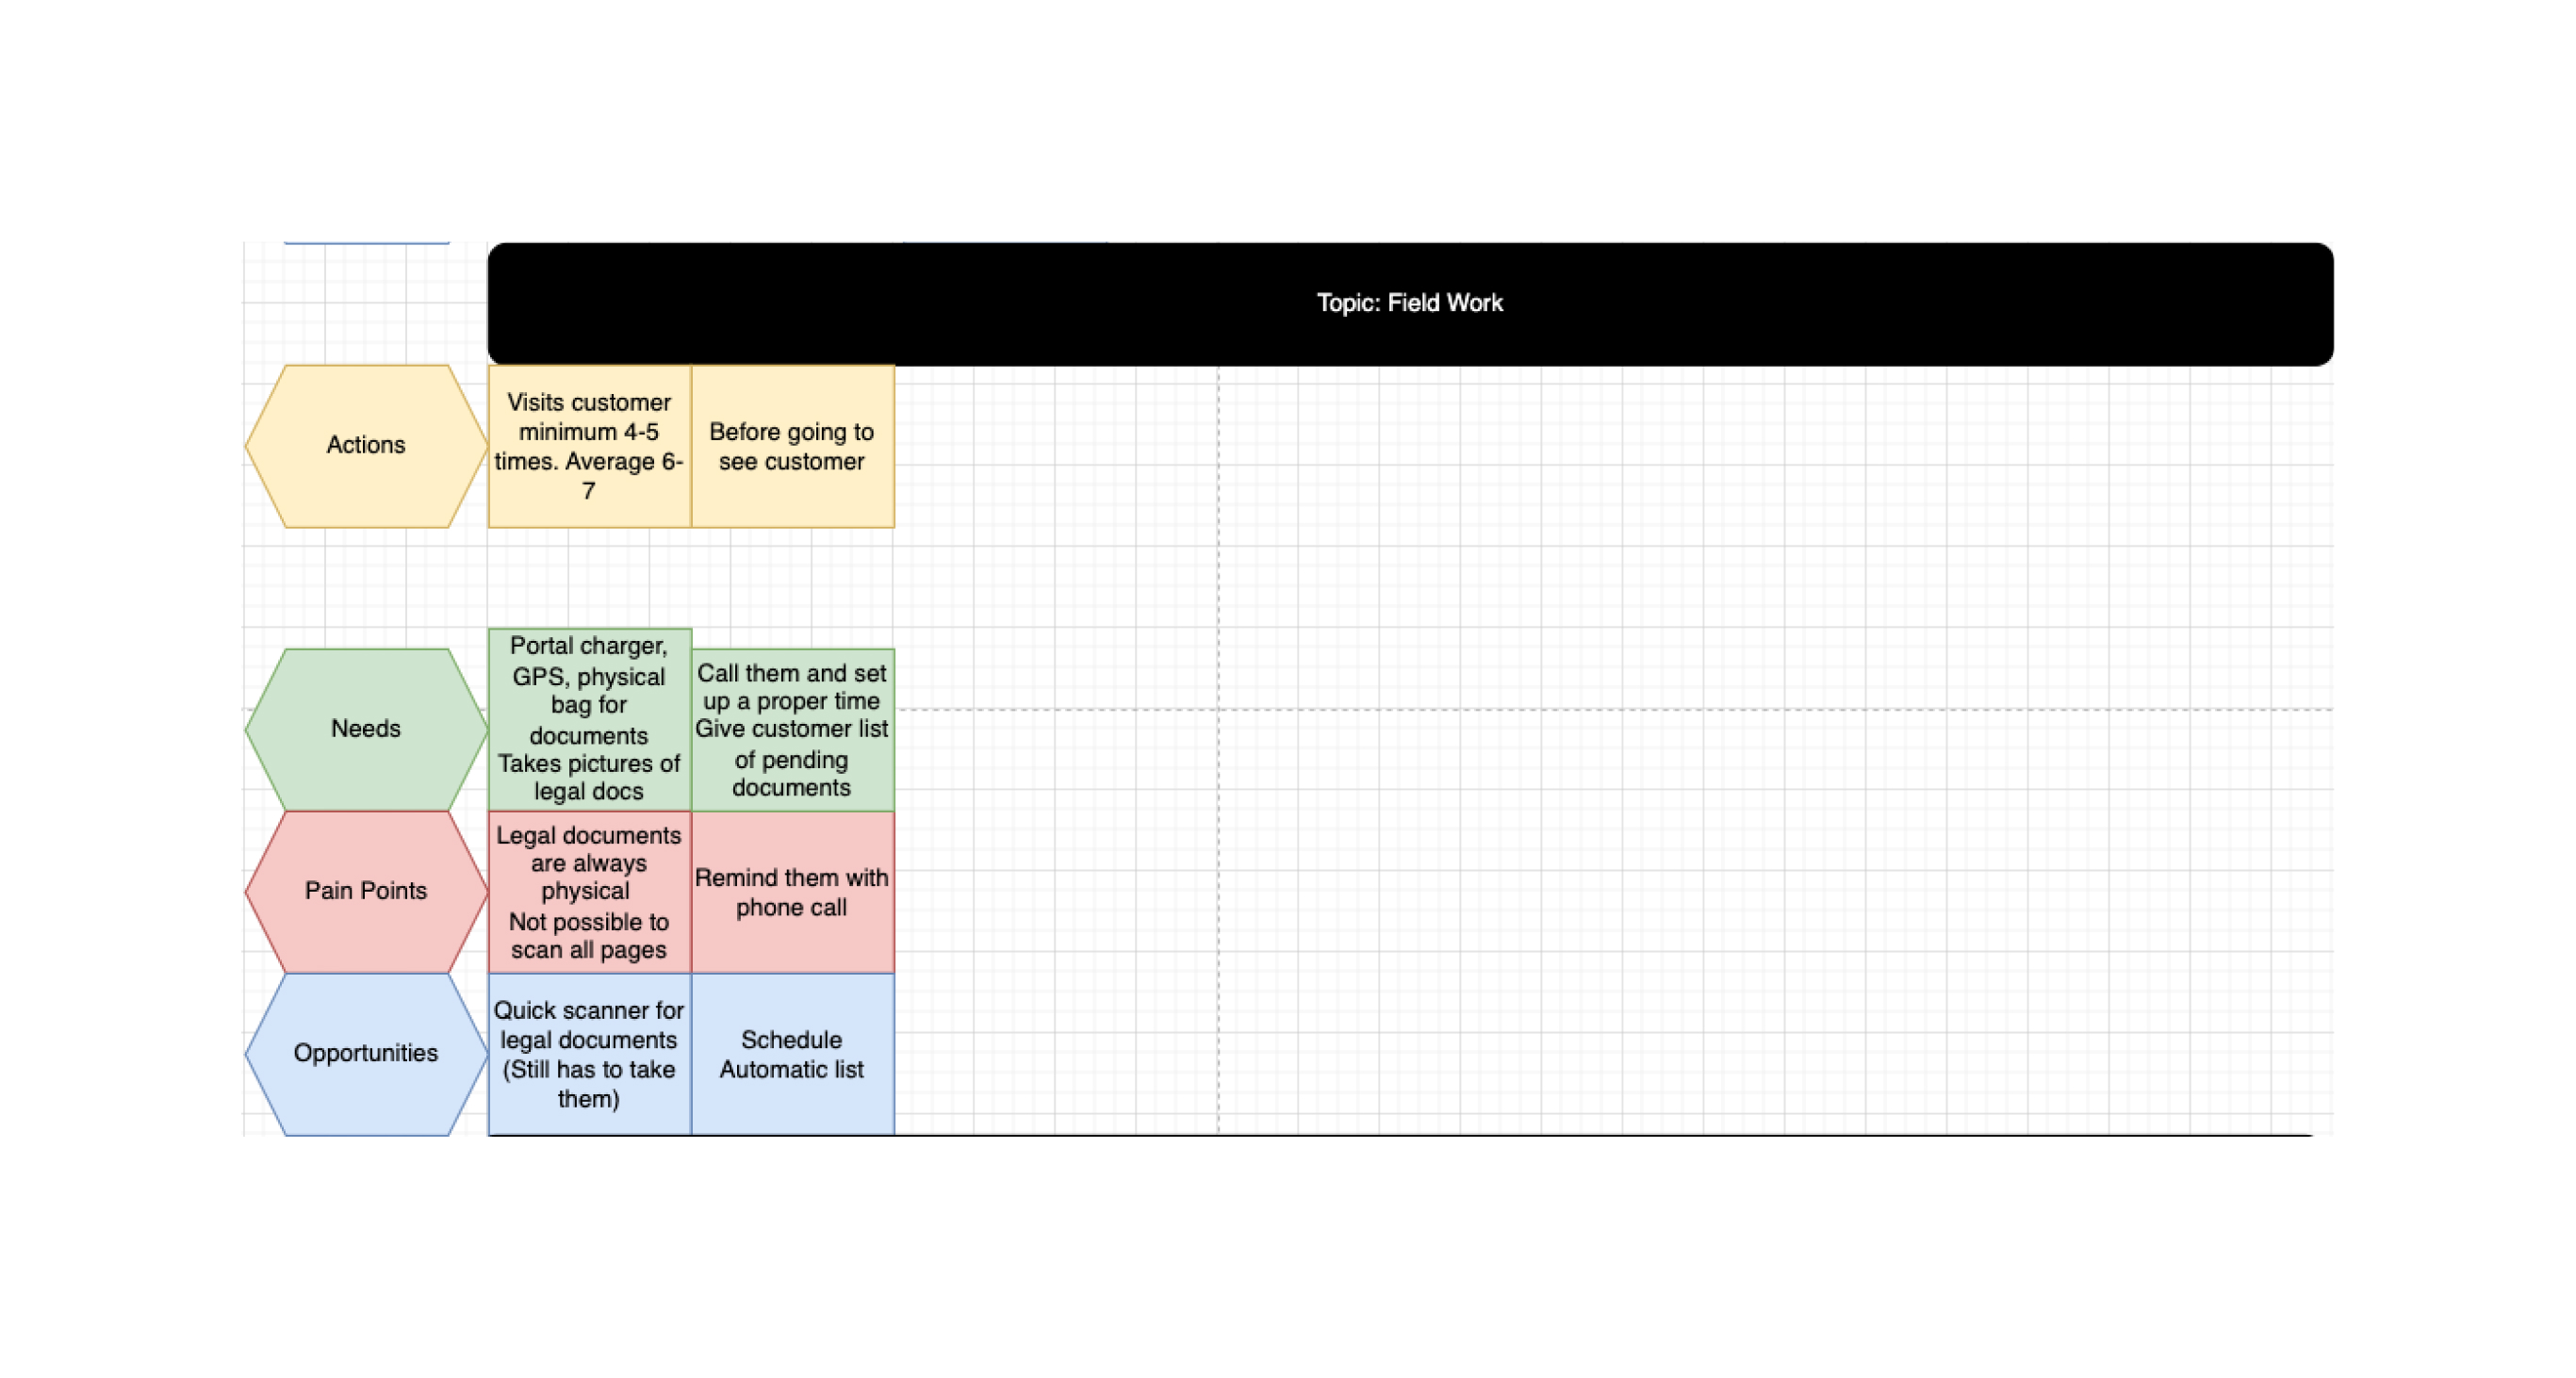 Topic: Field Work
Actions
Visits customer
minimum 4-5
times. Average 6-
7
Before going to
see customer
Needs
Portal charger,
GPS, physical
bag for
documents
Takes pictures of
legal docs
Call them and set
up a proper time
Give customer list
of pending
documents
Pain Points
Legal documents
are always
physical
Not possible to
scan all pages
Remind them with
phone call
Opportunities
Quick scanner for
legal documents
(Still has to take
them)
Schedule
Automatic list